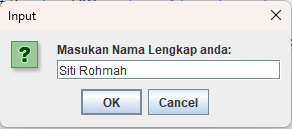 Input
Masukan Nama Lengkap anda:
Siti Rohmah
OK
Cancel